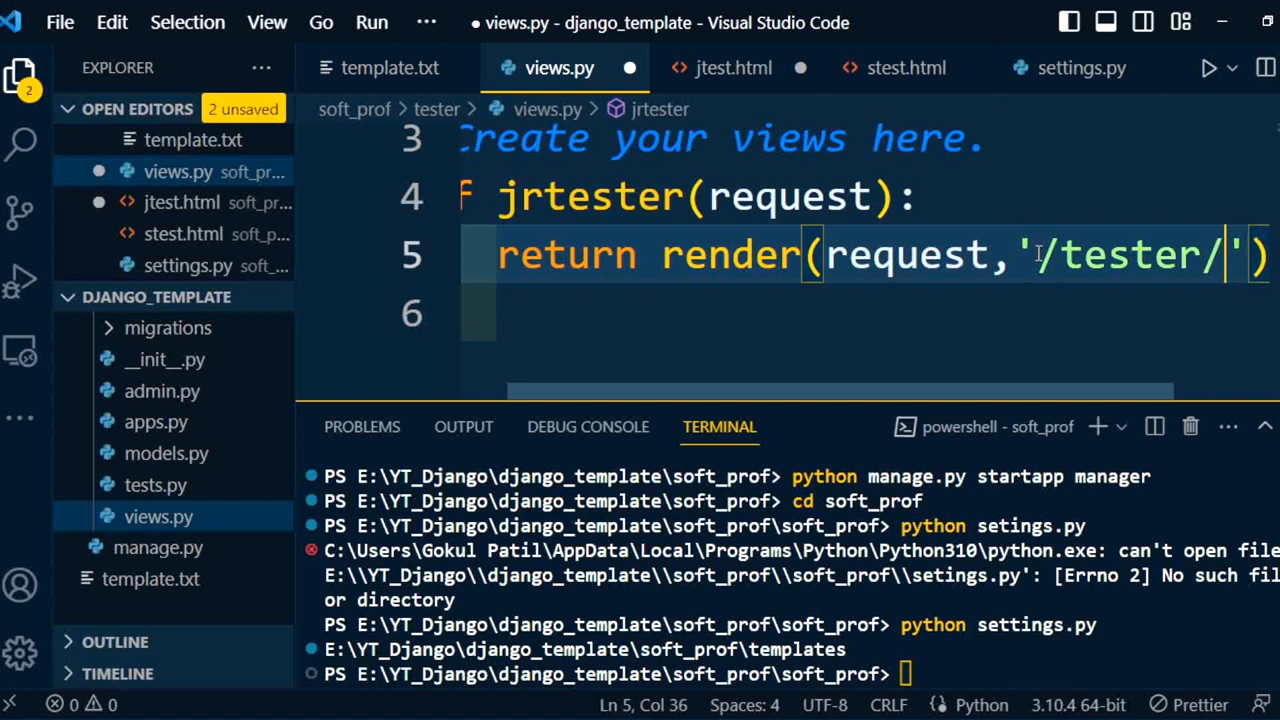 File Edit Selection View Go Run ··· ● views.py - django_template - Visual Studio Code
EXPLORER ···
template.txt views.py ● jtest.html ● stest.html settings.py
OPEN EDITORS 2 unsaved
soft_prof > tester > views.py > jrtester
template.txt
views.py soft_pr...
jtest.html soft_pr...
stest.html soft_p...
settings.py soft_...
DJANGO_TEMPLATE
migrations
__init__.py
admin.py
apps.py
models.py
tests.py
views.py
manage.py
template.txt
OUTLINE
TIMELINE
2
3 Create your views here.
4 f jrtester(request):
5 return render(request,'/tester/')
6
PROBLEMS OUTPUT DEBUG CONSOLE TERMINAL powershell - soft_prof
PS E:\YT_Django\django_template\soft_prof> python manage.py startapp manager
PS E:\YT_Django\django_template\soft_prof> cd soft_prof
PS E:\YT_Django\django_template\soft_prof\soft_prof> python setings.py
C:\Users\Gokul Patil\AppData\Local\Programs\Python\Python310\python.exe: can't open file
E:\\YT_Django\\django_template\\soft_prof\\soft_prof\\setings.py': [Errno 2] No such fil
or directory
PS E:\YT_Django\django_template\soft_prof\soft_prof> python settings.py
E:\YT_Django\django_template\soft_prof\templates
PS E:\YT_Django\django_template\soft_prof\soft_prof>
0 0 Ln 5, Col 36 Spaces: 4 UTF-8 CRLF Python 3.10.4 64-bit Prettier